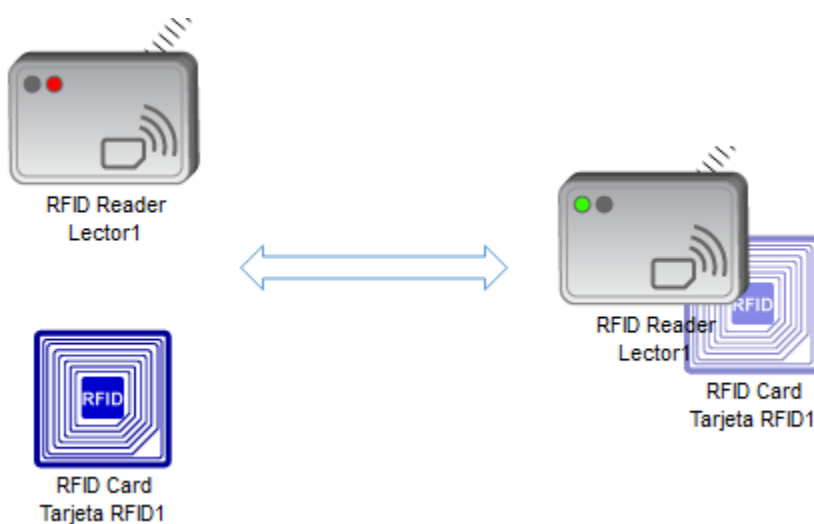 RFID Reader
Lector1
RFID
RFID Card
Tarjeta RFID1
RFID Reader
Lector1
RFID
RFID Card
Tarjeta RFID1